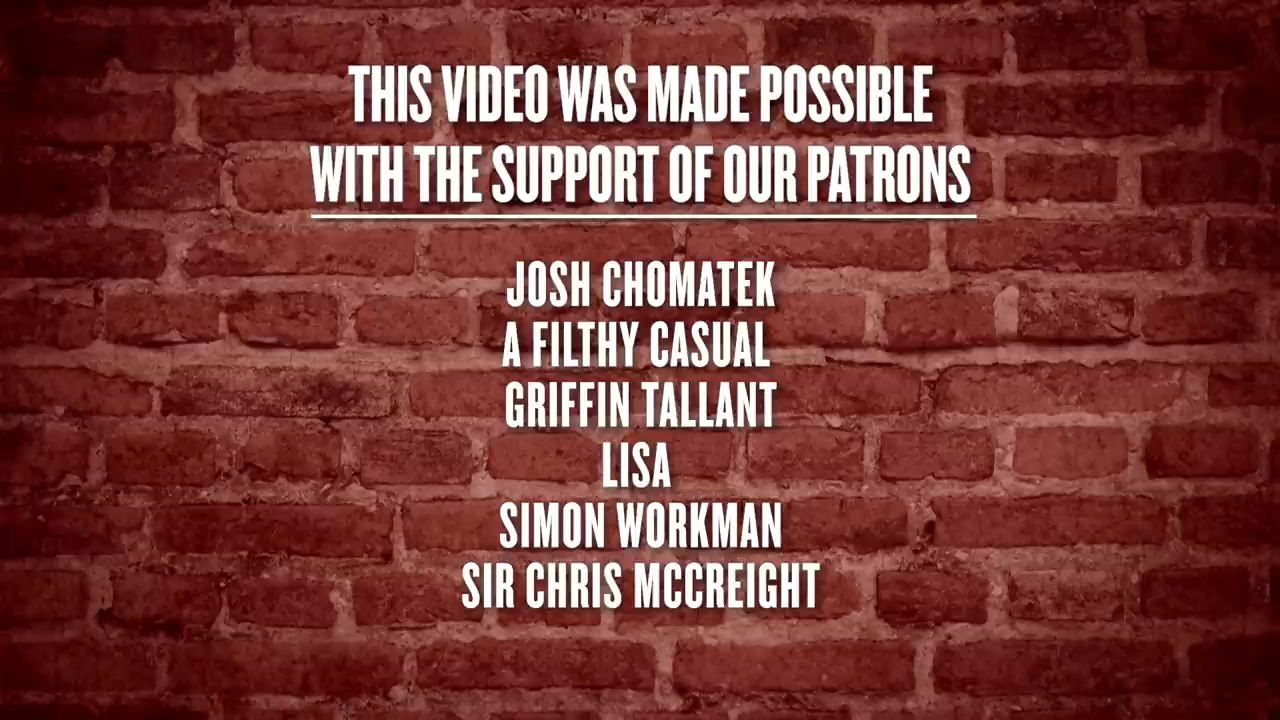 THIS VIDEO WAS MADE POSSIBLE
WITH THE SUPPORT OF OUR PATRONS
JOSH CHOMATEK
A FILTHY CASUAL
GRIFFIN TALLANT
LISA
SIMON WORKMAN
SIR CHRIS MCCREIGHT